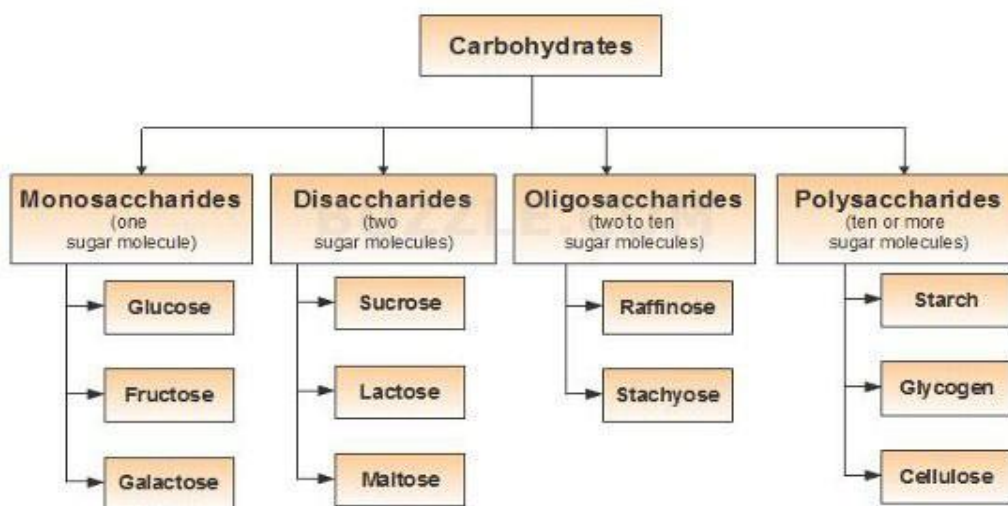 Carbohydrates
Monosaccharides
(one
sugar molecule)
Disaccharides
(two
sugar molecules)
Oligosaccharides
(two to ten
sugar molecules)
Polysaccharides
(ten or more
sugar molecules)
Glucose
Fructose
Galactose
Sucrose
Lactose
Maltose
Raffinose
Stachyose
Starch
Glycogen
Cellulose